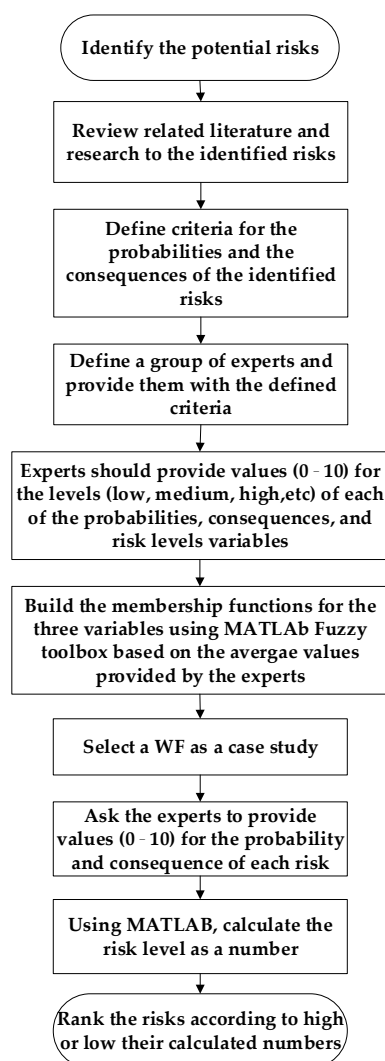 Identify the potential risks
Review related literature and
research to the identified risks
Define criteria for the
probabilities and the
consequences of the identified
risks
Define a group of experts and
provide them with the defined
criteria
Experts should provide values (0 - 10) for
the levels (low, medium, high,etc) of each
of the probabilities, consequences, and
risk levels variables
Build the membership functions for the
three variables using MATLAb Fuzzy
toolbox based on the avergae values
provided by the experts
Select a WF as a case study
Ask the experts to provide
values (0 - 10) for the probability
and consequence of each risk
Using MATLAB, calculate the
risk level as a number
Rank the risks according to high
or low their calculated numbers